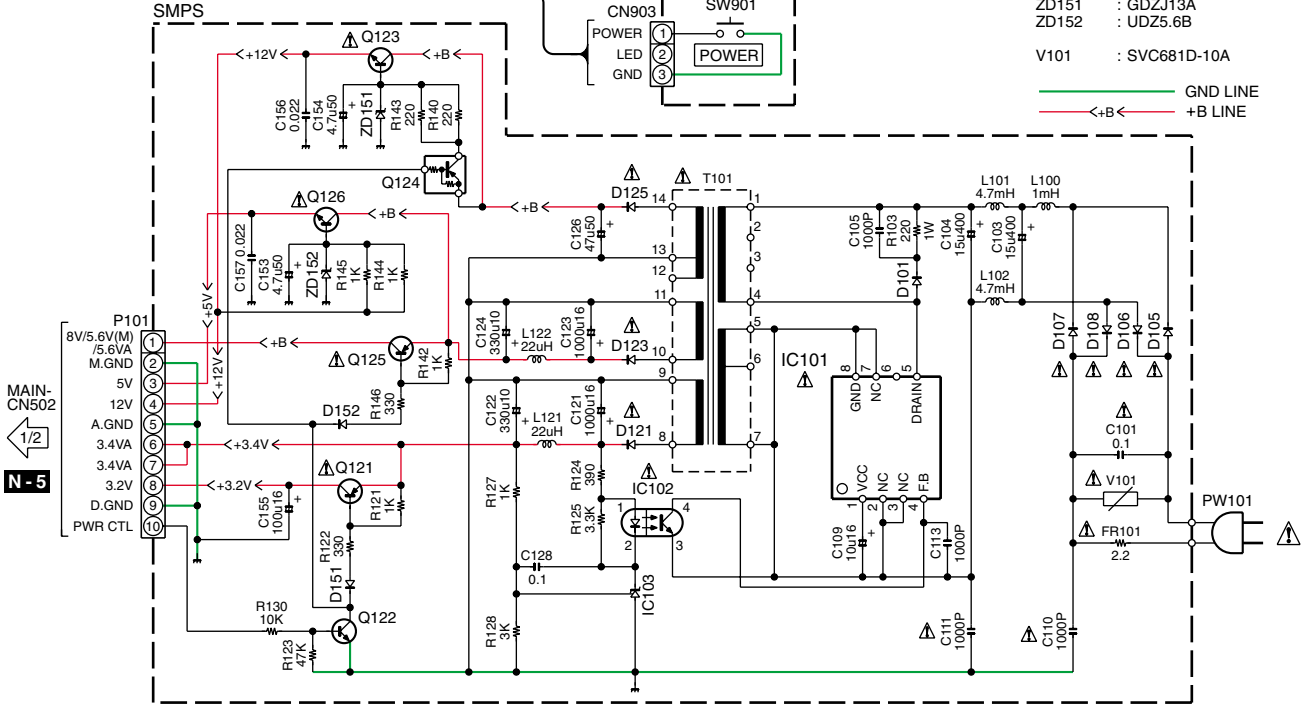 SMPS
CN903
SW901
POWER 1
LED 2
GND 3
POWER
ZD151 : GDZJ13A
ZD152 : UDZ5.6B
V101 : SVC681D-10A
GND LINE
+B +B LINE
+12V
Q123
+B
C156
0.022
C154
4.7u50
+
ZD151
R143
220
R140
220
Q124
Q126
+B
+B
C157 0.022
C153
4.7u50
+
ZD152
R145
1K
R144
1K
+5V
+12V
D125
T101
14
13
12
11
10
9
8
1
2
3
4
5
6
7
C126
47u50
+
C105
1000P
R103
220
1W
C104
15u400
+
L101
4.7mH
L100
1mH
C103
15u400
+
L102
4.7mH
D101
D107
D108
D106
D105
P101
8V/5.6V(M)
/5.6VA
1
M.GND 2
5V 3
12V 4
A.GND 5
3.4VA 6
3.4VA 7
3.2V 8
D.GND 9
PWR CTL 10
MAIN-
CN502
1/2
N - 5
+B
Q125
R142
1K
R146
330
D152
C124
330u10
+
L122
22uH
C123
1000u16
+
D123
C122
330u10
+
L121
22uH
C121
1000u16
+
D121
+3.4V
+3.2V
Q121
C155
100u16
+
R121
1K
R122
330
D151
R127
1K
R124
390
R125
3.3K
IC102
1
2
3
4
C128
0.1
IC103
R128
3K
R130
10K
R123
47K
Q122
IC101
8 7 6 5
GND
NC
DRAIN
VCC
NC
NC
F.B
1 2 3 4
C109
10u16
+
C113
1000P
C111
1000P
C110
1000P
C101
0.1
V101
FR101
2.2
PW101